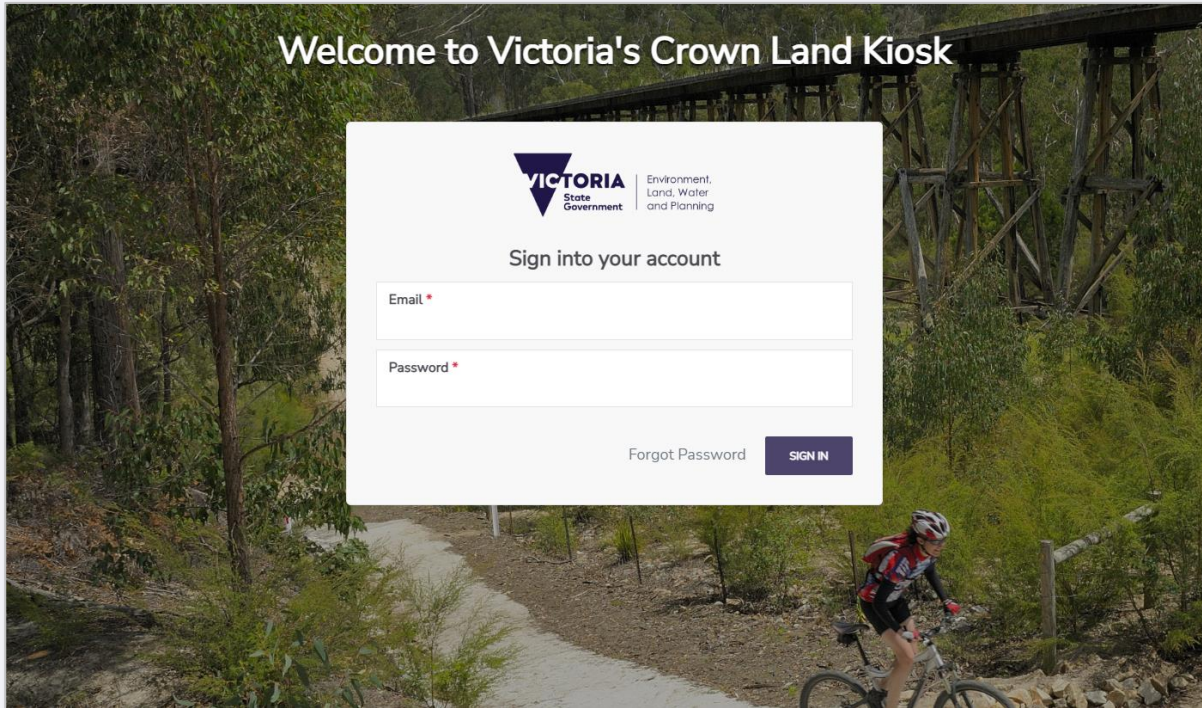 Welcome to Victoria's Crown Land Kiosk
VICTORIA
State
Government
Environment,
Land, Water
and Planning
Sign into your account
Email *
Password *
Forgot Password
SIGN IN